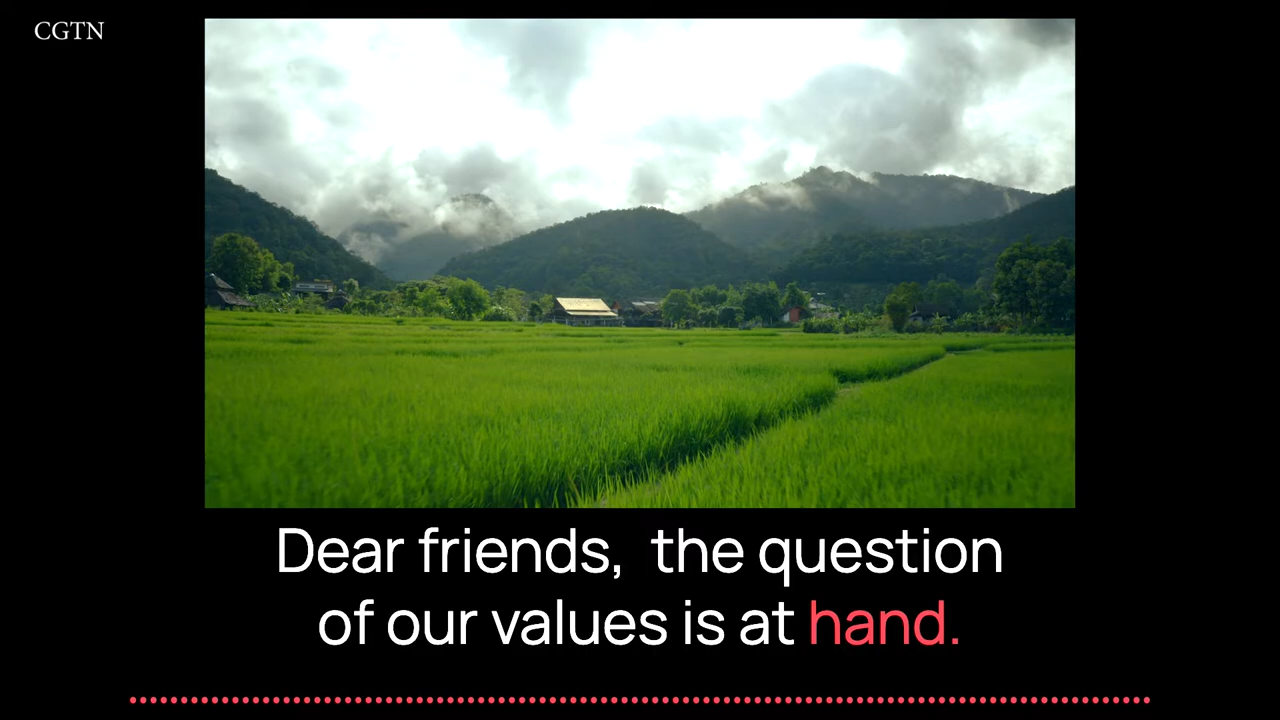 CGTN
Dear friends,  the question
of our values is at hand.